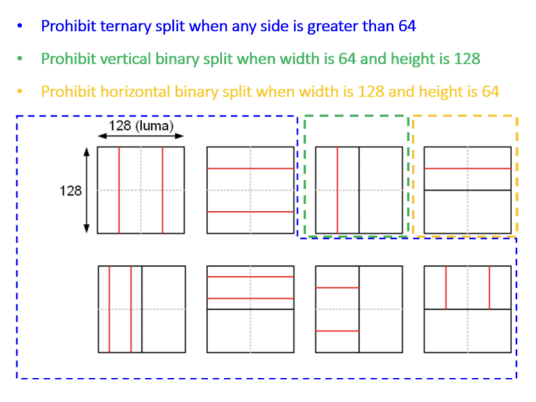 • Prohibit ternary split when any side is greater than 64
• Prohibit vertical binary split when width is 64 and height is 128
• Prohibit horizontal binary split when width is 128 and height is 64
128 (luma)
128